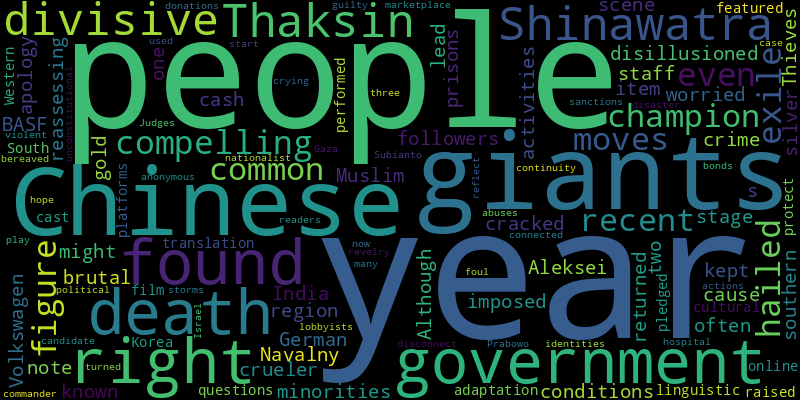 donations
guilty
marketplace
scene
featured
divisive
Thaksin
Shinawatra
people
Western
apology
reassessing
one
used
start
performed
lead
prisons
disillusioned
case
Thieves
crying
three
staff
even
exile
silver
cash
item
worried
activities
sanctions
disaster
BASF
violent
Judges
champion
South
bereaved
gold
compelling
followers
moves
crime
nationalist
Gaza
Subianto
common
Muslim
giants
continuity
bonds
protect
Chinese
anonymous
platforms
reflect
s
hope
cast
readers
abuses
connected
cracked
recent
stage
play
figure
might
translation
found
year
now
revelry
many
Although
foul
Aleksei
returned
two
kept
hailed
southern
Volkswagen
brutal
political
film
storms
India
region
death
Israel
lobbyists
imposed
pledged
cause
actions
cultural
candidate
Korea
German
often
note
turned
right
Navalny
crueler
government
disconnect
Prabowo
identities
hospital
online
commander
known
questions
minorities
adaptation
conditions
linguistic
raised